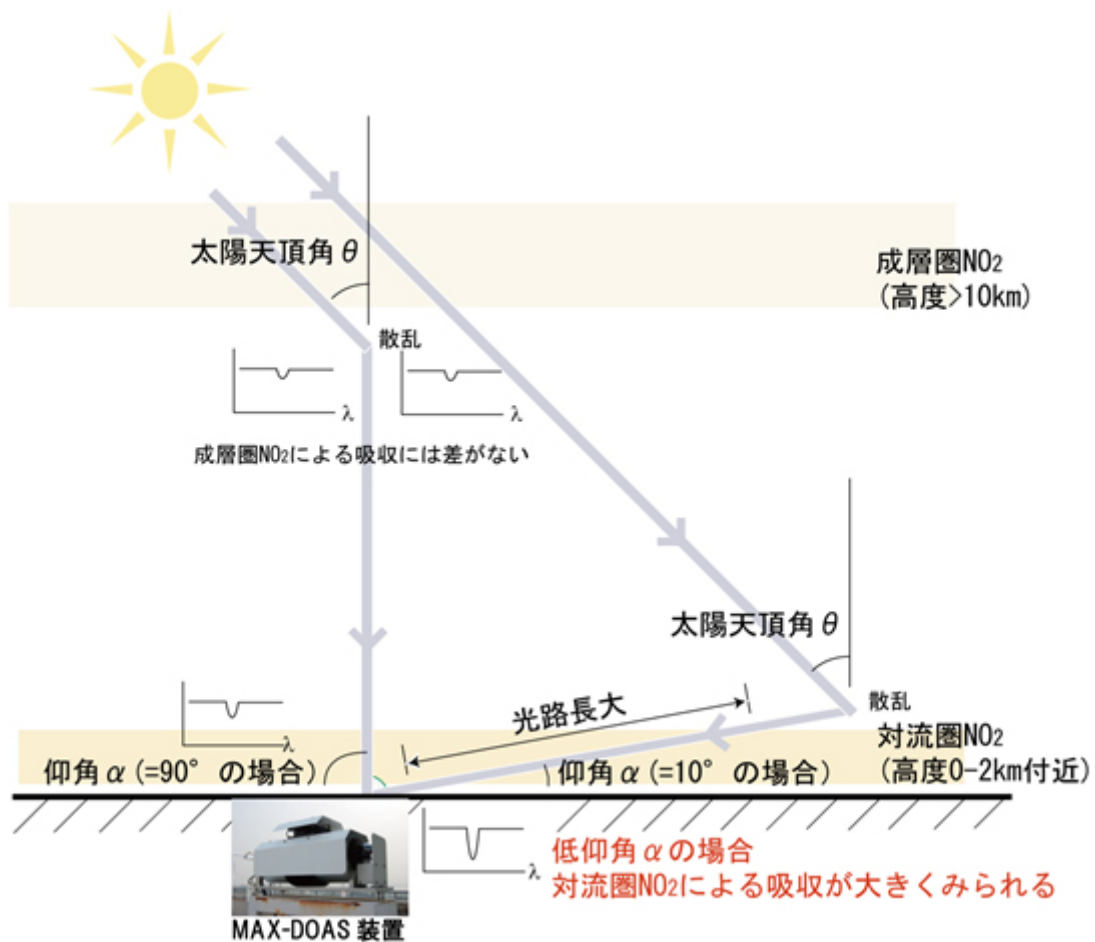 太陽天頂角θ
成層圏NO₂
(高度>10km)
散乱
λ
λ
成層圏NO₂による吸収には差がない
太陽天頂角θ
散乱
光路長大
λ
対流圏NO₂
(高度0-2km付近)
仰角α(=90°の場合)
仰角α(=10°の場合)
λ
低仰角αの場合
対流圏NO₂による吸収が大きくみられる
MAX-DOAS 装置